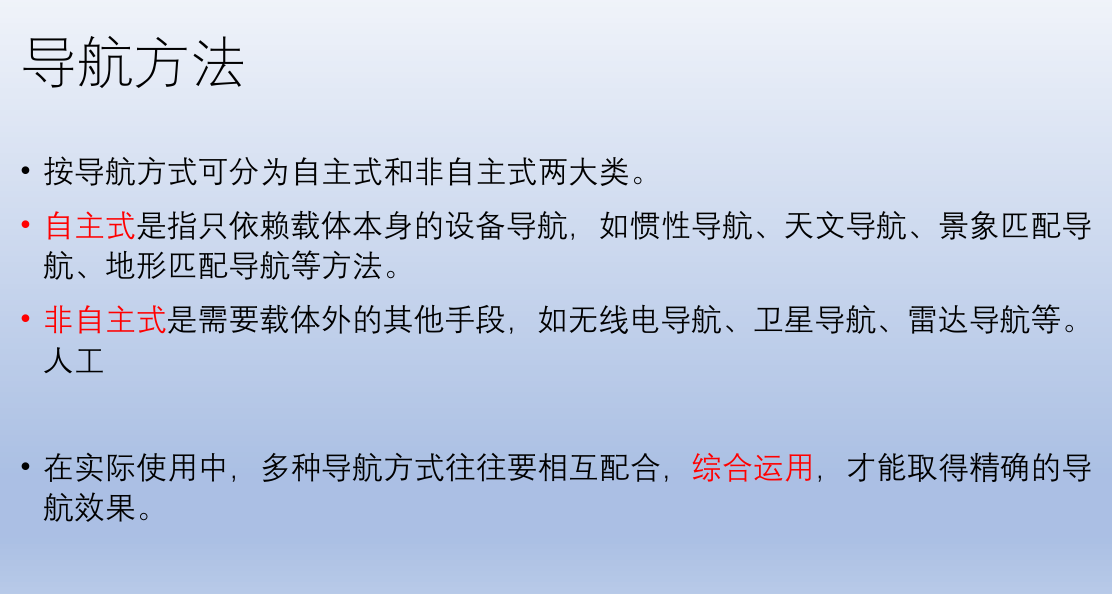 导航方法
• 按导航方式可分为自主式和非自主式两大类。
• 自主式是指只依赖载体本身的设备导航，如惯性导航、天文导航、景象匹配导
航、地形匹配导航等方法。
• 非自主式是需要载体外的其他手段，如无线电导航、卫星导航、雷达导航等。
人工
• 在实际使用中，多种导航方式往往要相互配合，综合运用，才能取得精确的导
航效果。